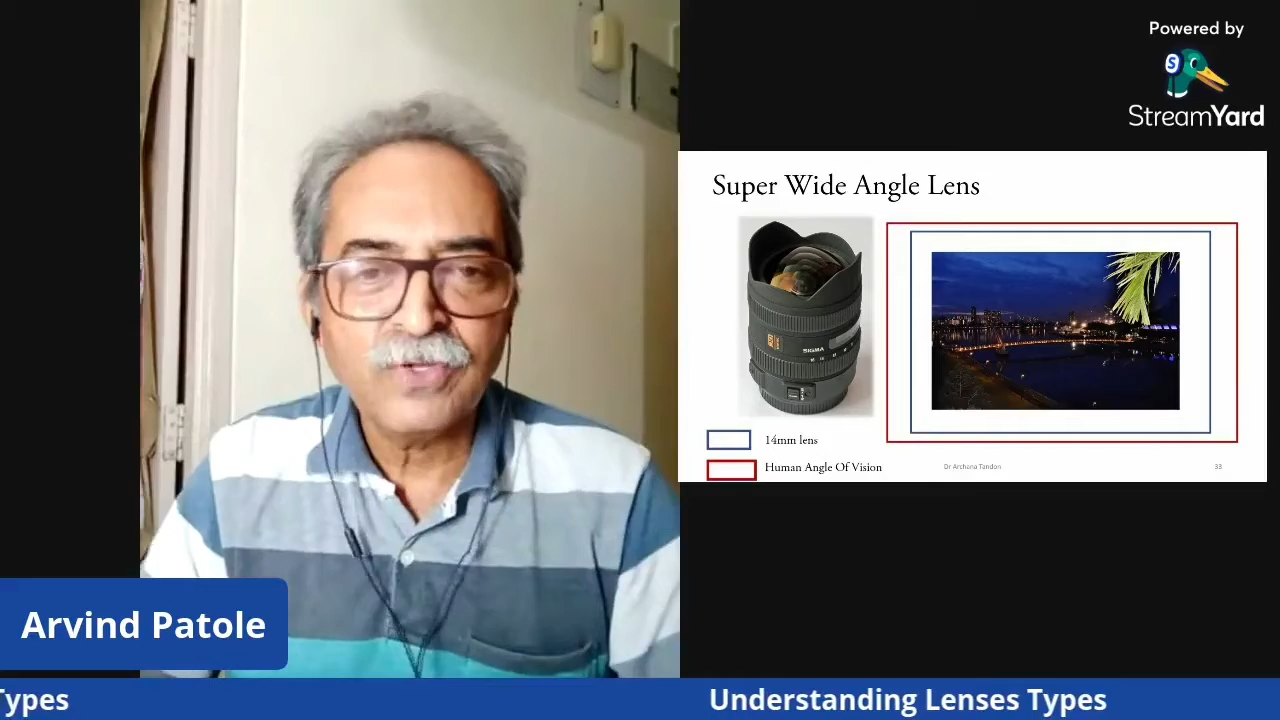 Powered by
StreamYard
Super Wide Angle Lens
SIGMA
14mm lens
Human Angle Of Vision
Dr Archana Tandon
33
Arvind Patole
Types
Understanding Lenses Types